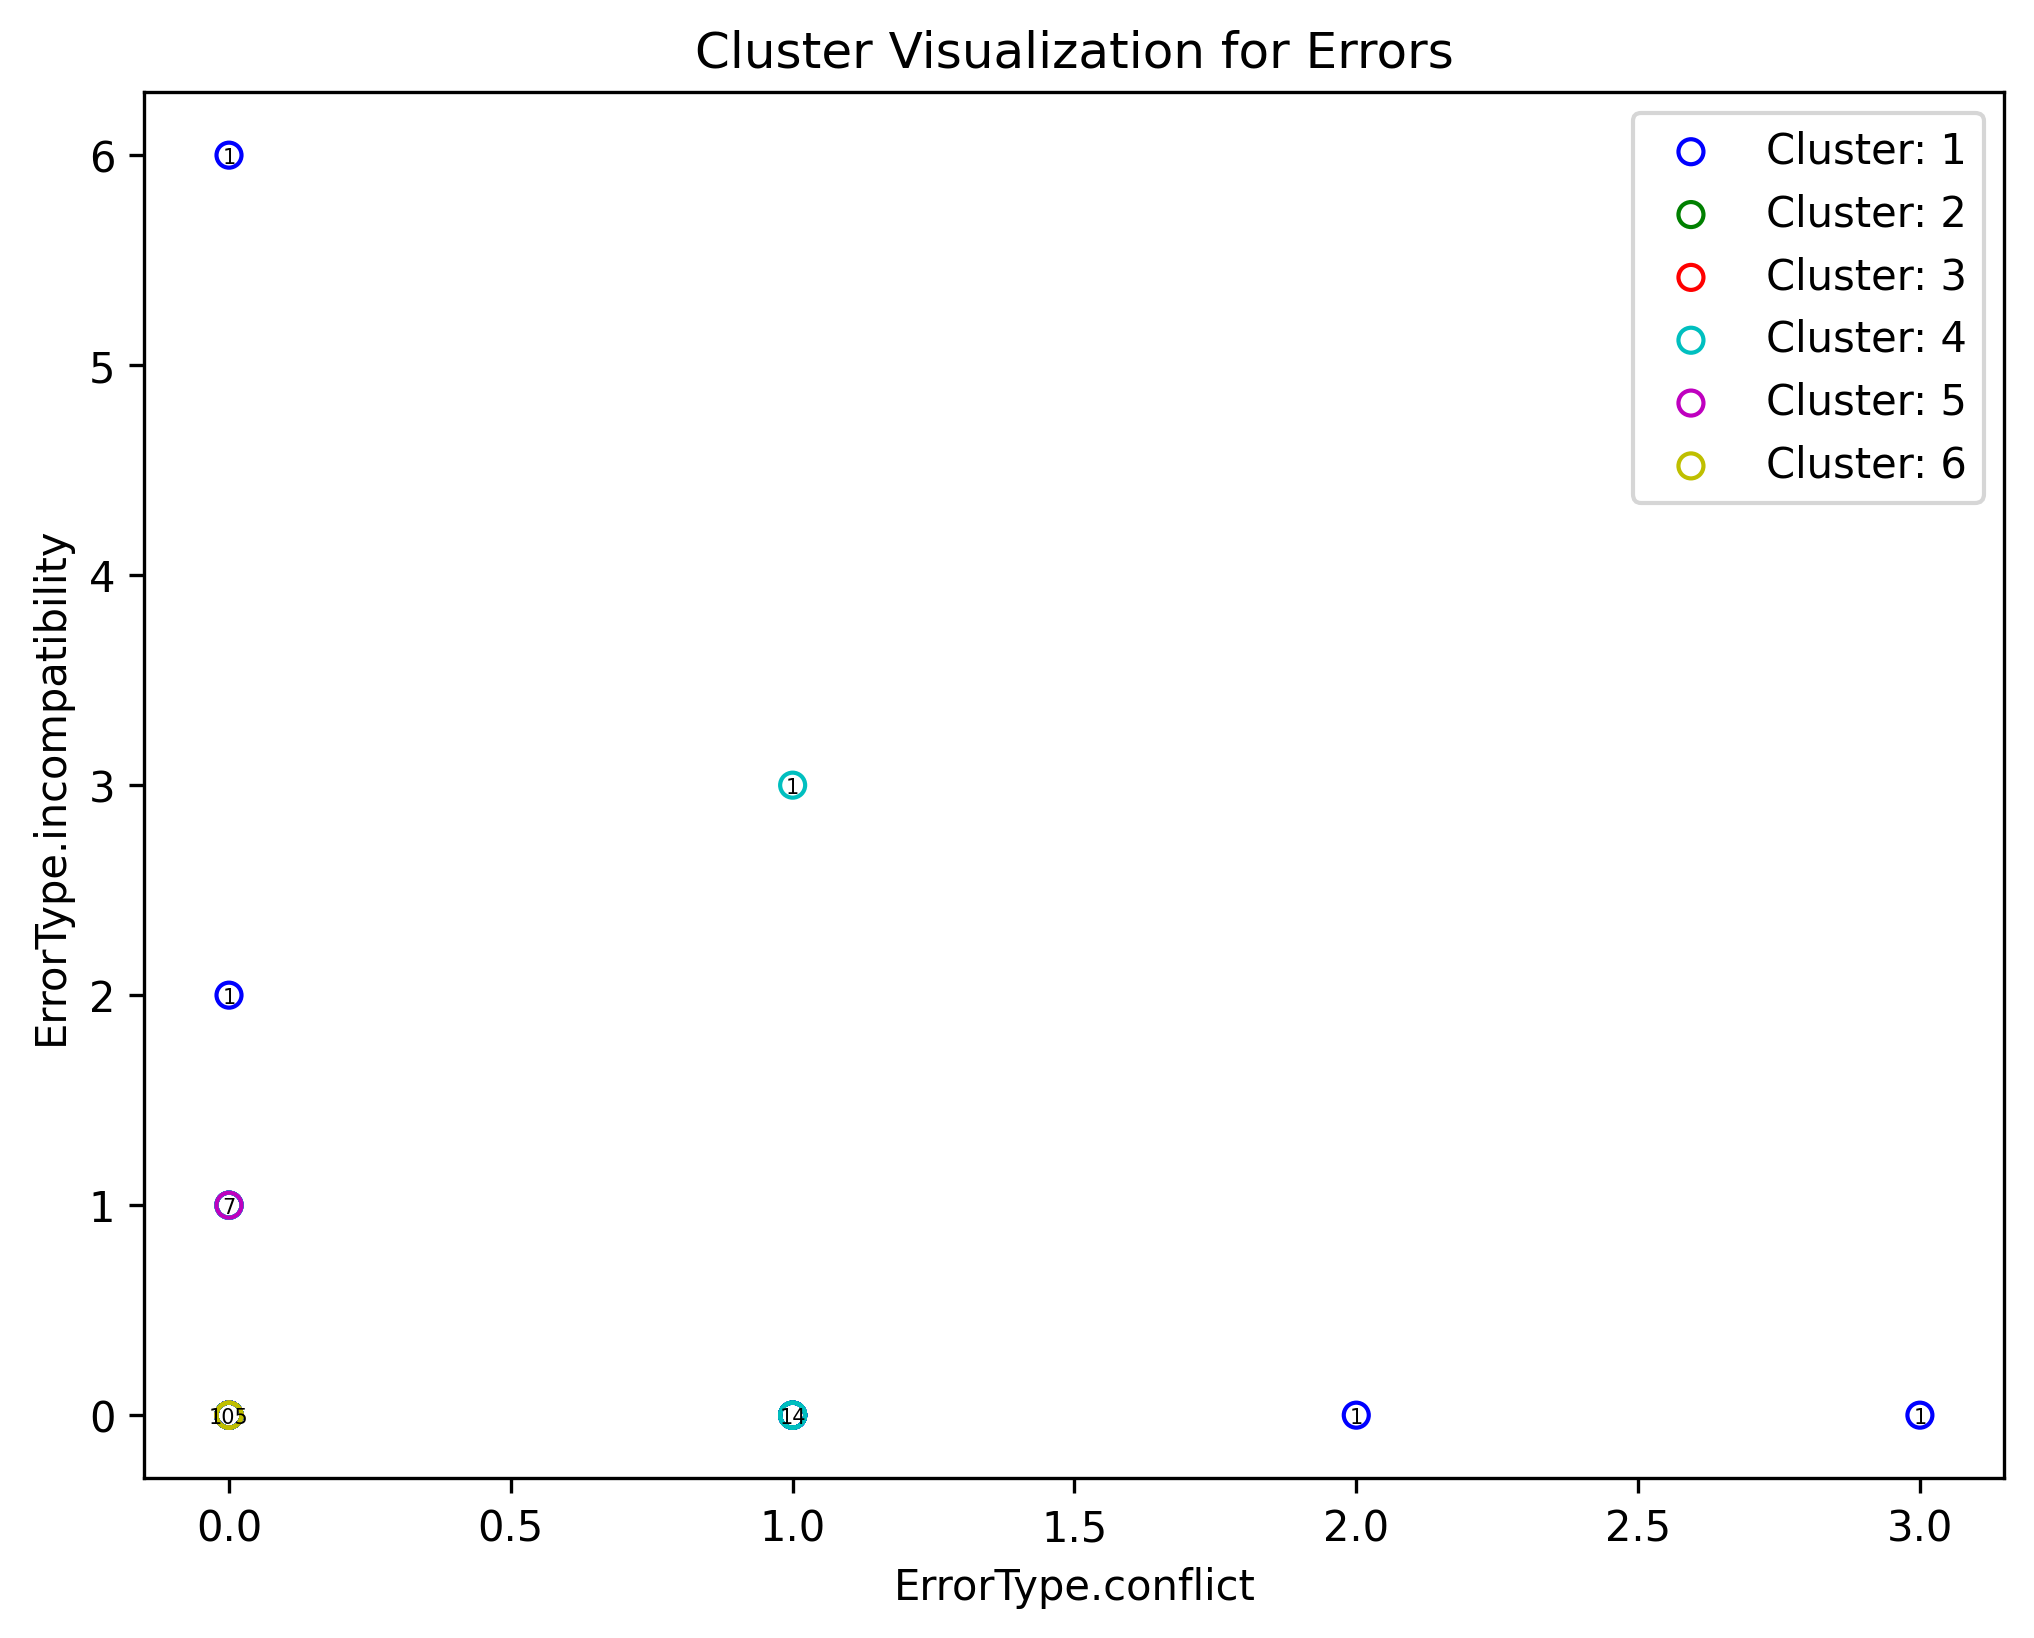 Cluster Visualization for Errors
Cluster: 1
Cluster: 2
Cluster: 3
Cluster: 4
Cluster: 5
Cluster: 6
ErrorType.incompatibility
6
5
4
3
2
1
0
1
1
1
7
105
14
1
1
0.0 0.5 1.0 1.5 2.0 2.5 3.0
ErrorType.conflict